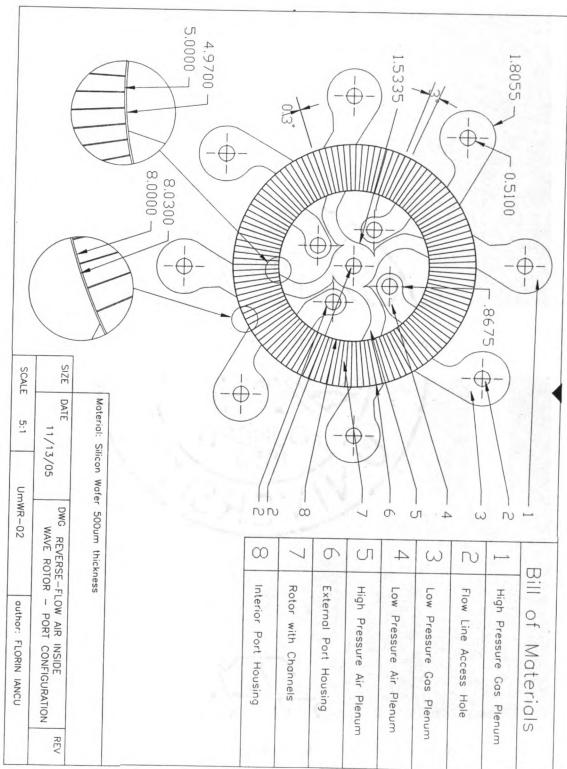 Bill of Materials
1 High Pressure Gas Plenum
2 Flow Line Access Hole
3 Low Pressure Gas Plenum
4 Low Pressure Air Plenum
5 High Pressure Air Plenum
6 External Port Housing
7 Rotor with Channels
8 Interior Port Housing
1
2
3
4
5
6
7
8
2
2
1.8055
0.5100
3°
0.3°
1.5335
.8675
4.9700
5.0000
8.0300
8.0000
Material: Silicon Wafer 500um thickness
SIZE
DATE
11/13/05
DWG REVERSE-FLOW AIR INSIDE
WAVE ROTOR - PORT CONFIGURATION
REV
SCALE 5:1
UmWR-02
author: FLORIN IANCU